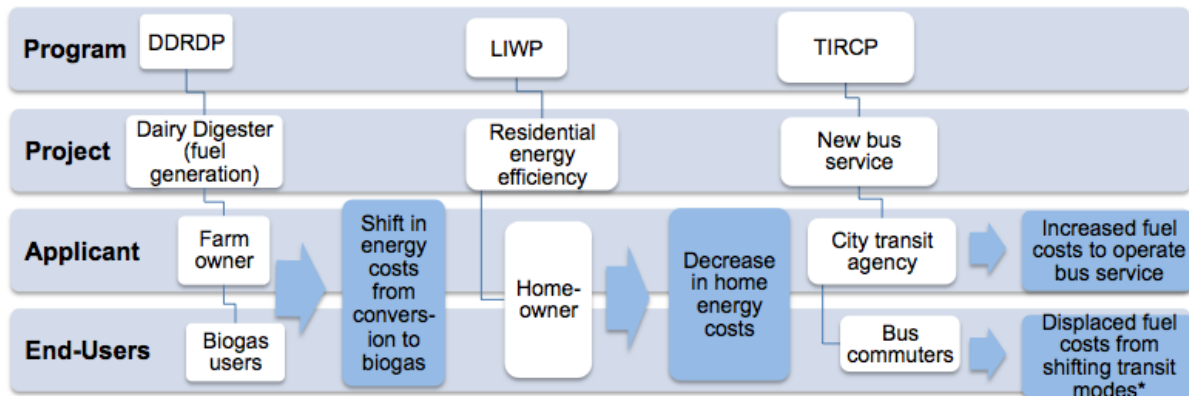 Program
DDRDP
LIWP
TIRCP
Project
Dairy Digester
(fuel
generation)
Residential
energy
efficiency
New bus
service
Applicant
Farm
owner
Shift in
energy
costs
from
conver-
sion to
biogas
Home-
owner
Decrease
in home
energy
costs
City transit
agency
Increased fuel
costs to operate
bus service
End-Users
Biogas
users
Bus
commuters
Displaced fuel
costs from
shifting transit
modes*